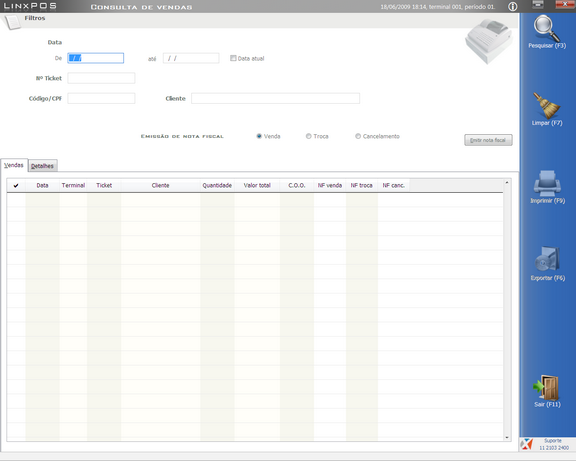 LINXPOS CONSULTA DE VENDAS 18/06/2009 18:14, terminal 001, período 01.
Filtros
Data
De / / até / / Data atual
Nº Ticket
Código/CPF Cliente
EMISSÃO DE NOTA FISCAL Venda Troca Cancelamento Emitir nota fiscal
Vendas Detalhes
Data Terminal Ticket Cliente Quantidade Valor total C.O.O. NF venda NF troca NF canc.
Pesquisar (F3)
Limpar (F7)
Imprimir (F9)
Exportar (F6)
Sair (F11)
Suporte
11 2103 2400